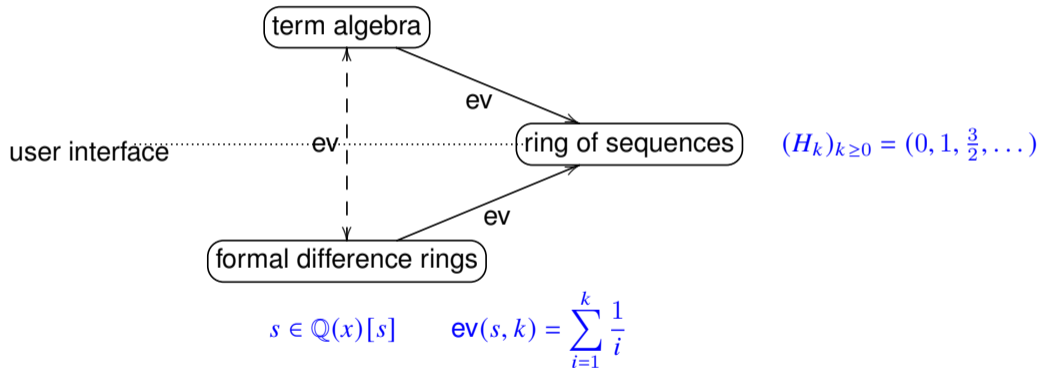 term algebra
ev
user interface
ev
ring of sequences
(H_k)_{k≥0} = (0, 1, 3/2, . . . )
ev
formal difference rings
s ∈ ℚ(x)[s]
ev(s, k) = ∑_{i=1}^{k} 1/i